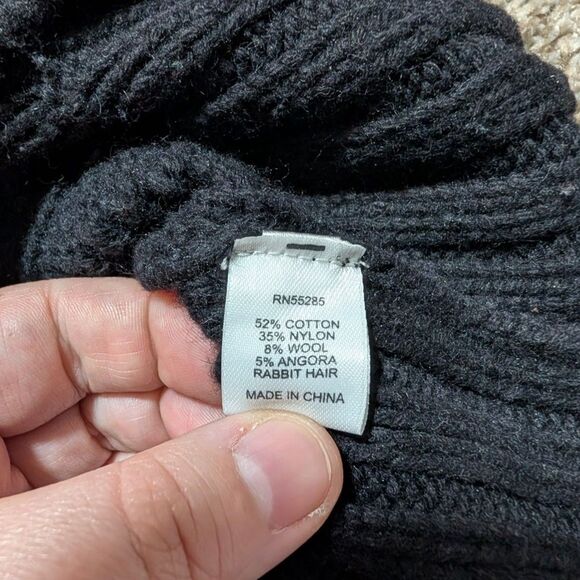 RN55285
52% COTTON
35% NYLON
8% WOOL
5% ANGORA
RABBIT HAIR
MADE IN CHINA